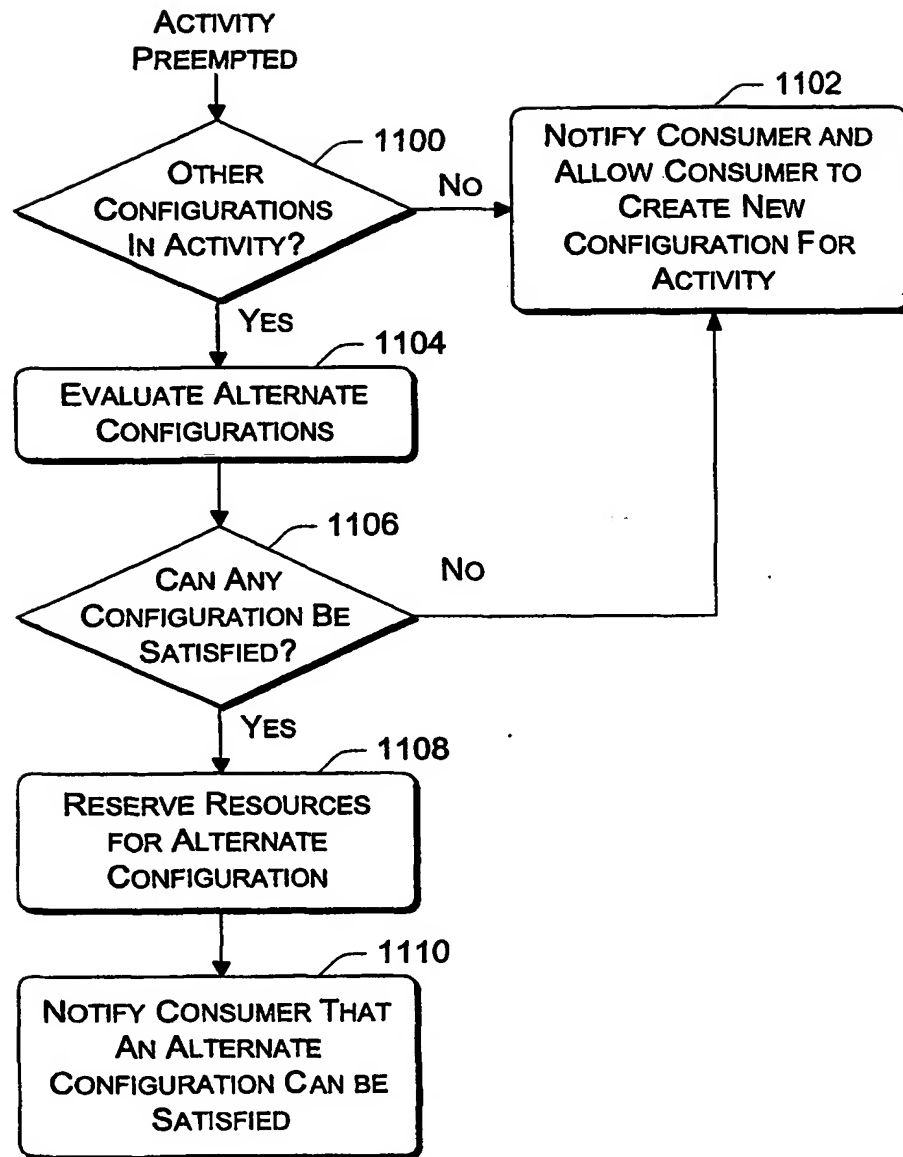 ACTIVITY
PREEMPTED
1100
OTHER
CONFIGURATIONS
IN ACTIVITY?
NO
1102
NOTIFY CONSUMER AND
ALLOW CONSUMER TO
CREATE NEW
CONFIGURATION FOR
ACTIVITY
YES
1104
EVALUATE ALTERNATE
CONFIGURATIONS
1106
CAN ANY
CONFIGURATION BE
SATISFIED?
NO
YES
1108
RESERVE RESOURCES
FOR ALTERNATE
CONFIGURATION
1110
NOTIFY CONSUMER THAT
AN ALTERNATE
CONFIGURATION CAN BE
SATISFIED